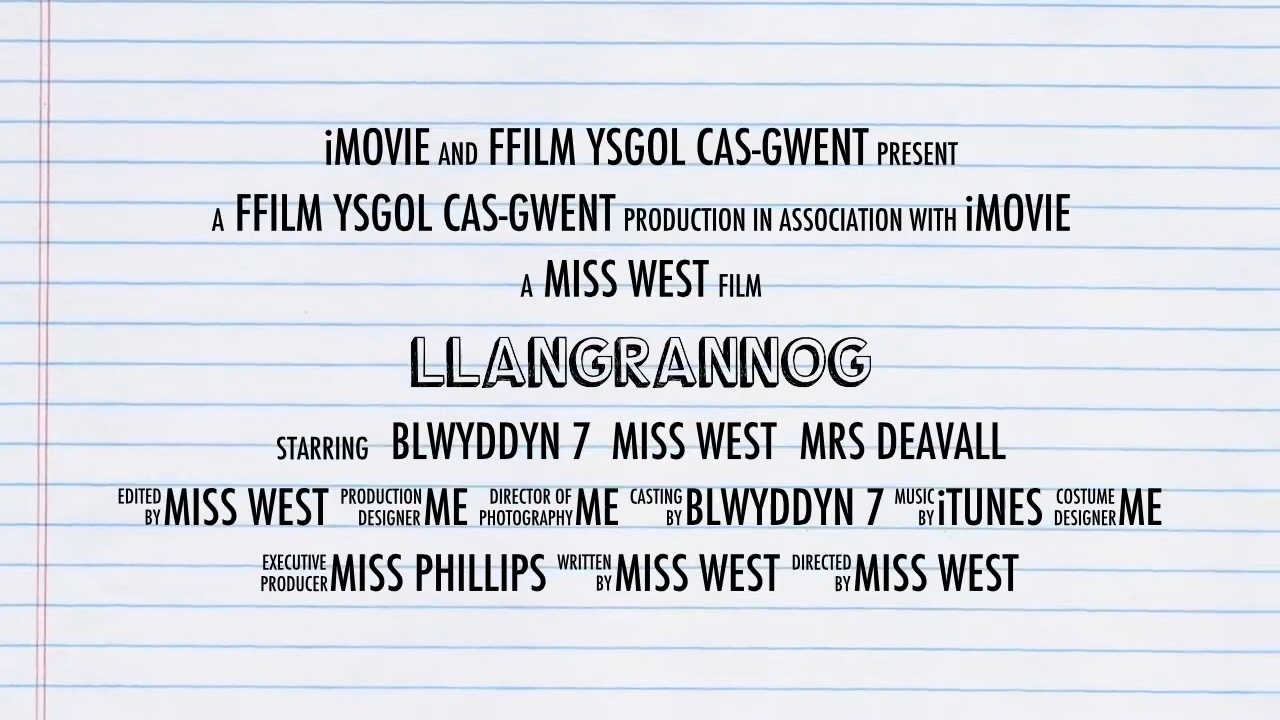 iMOVIE AND FFILM YSGOL CAS-GWENT PRESENT
A FFILM YSGOL CAS-GWENT PRODUCTION IN ASSOCIATION WITH iMOVIE
A MISS WEST FILM
LLANGRANNOG
STARRING BLWYDDYN 7 MISS WEST MRS DEAVALL
EDITED BY MISS WEST PRODUCTION DESIGNER ME DIRECTOR OF PHOTOGRAPHY ME CASTING BY BLWYDDYN 7 MUSIC BY iTUNES COSTUME DESIGNER ME
EXECUTIVE PRODUCER MISS PHILLIPS WRITTEN BY MISS WEST DIRECTED BY MISS WEST